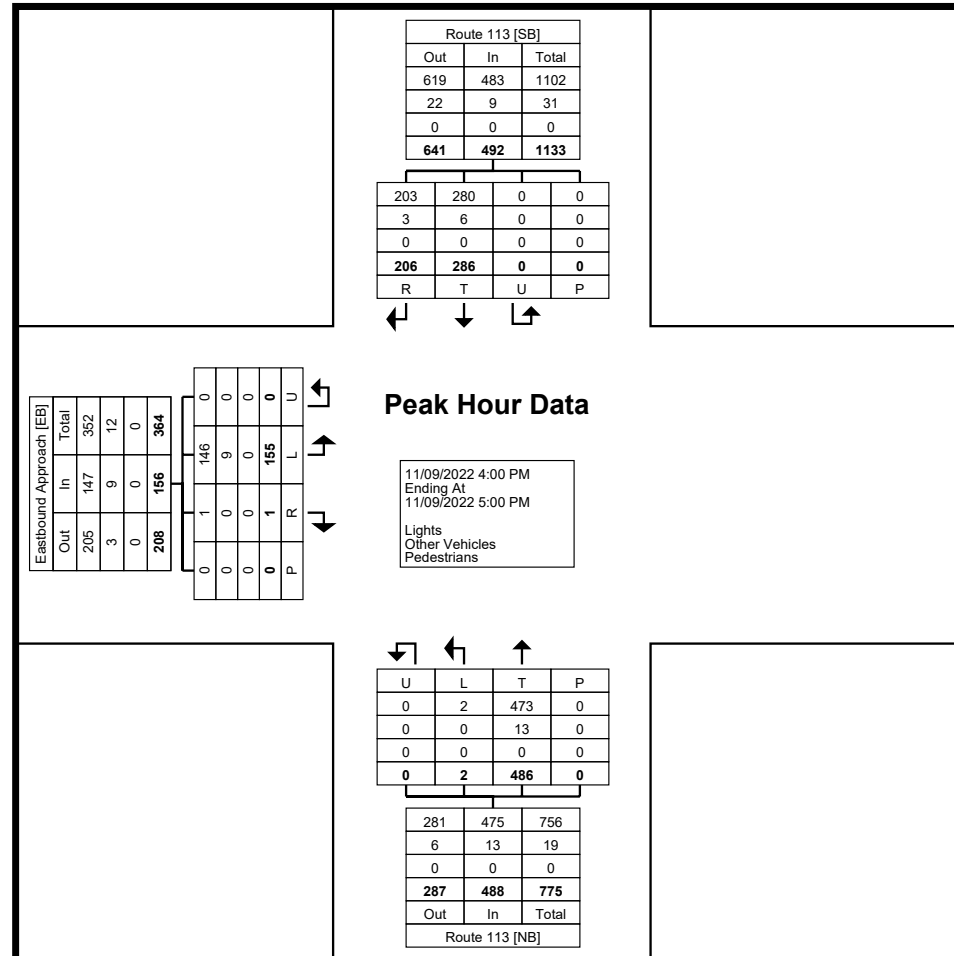 Route 113 [SB]
Out In Total
619 483 1102
22 9 31
0 0 0
641 492 1133
203 280 0 0
3 6 0 0
0 0 0 0
206 286 0 0
R T U P
Eastbound Approach [EB]
Out In Total
205 147 352
3 9 12
0 0 0
208 156 364
0 1 146 0
0 0 9 0
0 0 0 0
0 1 155 0
P R L U
Peak Hour Data
11/09/2022 4:00 PM
Ending At
11/09/2022 5:00 PM
Lights
Other Vehicles
Pedestrians
U L T P
0 2 473 0
0 0 13 0
0 0 0 0
0 2 486 0
281 475 756
6 13 19
0 0 0
287 488 775
Out In Total
Route 113 [NB]